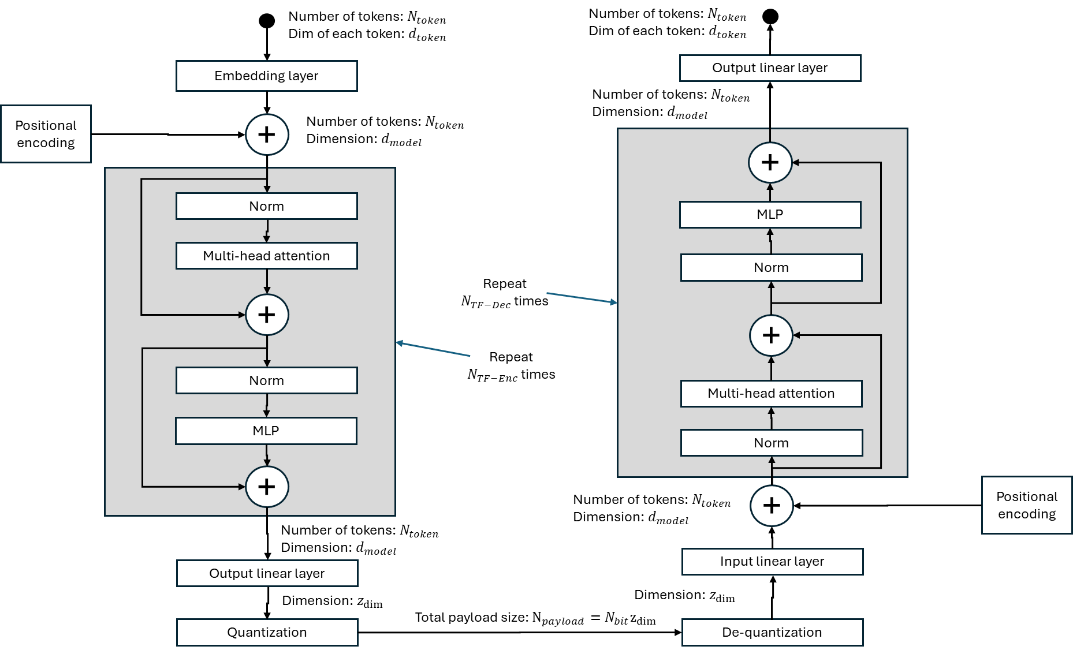 Number of tokens: N_token
Dim of each token: d_token
Embedding layer
Positional
encoding
+
Number of tokens: N_token
Dimension: d_model
Norm
Multi-head attention
+
Norm
MLP
+
Repeat
N_TF−Enc times
Number of tokens: N_token
Dimension: d_model
Output linear layer
Dimension: z_dim
Quantization
Total payload size: N_payload = N_bit z_dim
De-quantization
Dimension: z_dim
Input linear layer
Number of tokens: N_token
Dimension: d_model
+
Positional
encoding
Norm
Multi-head attention
+
Norm
MLP
+
Repeat
N_TF−Dec times
Number of tokens: N_token
Dimension: d_model
Output linear layer
Number of tokens: N_token
Dim of each token: d_token